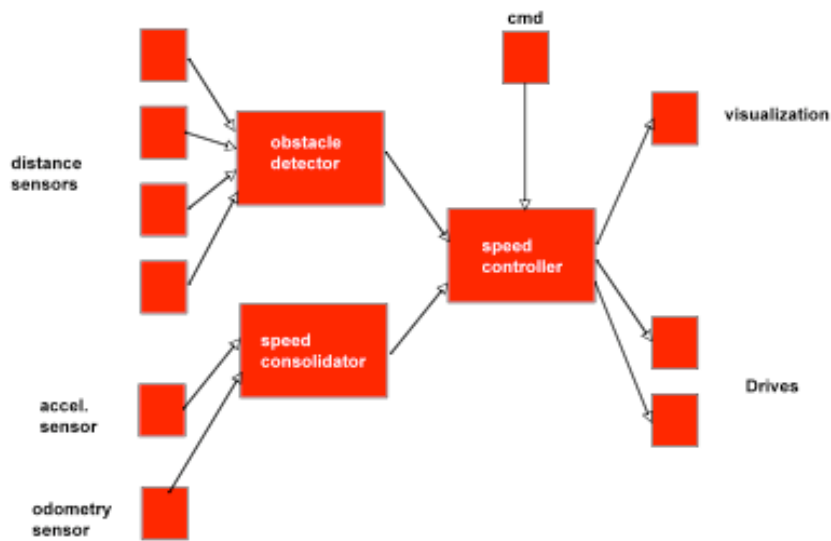 cmd
visualization
obstacle
detector
distance
sensors
speed
controller
speed
consolidator
Drives
accel.
sensor
odometry
sensor